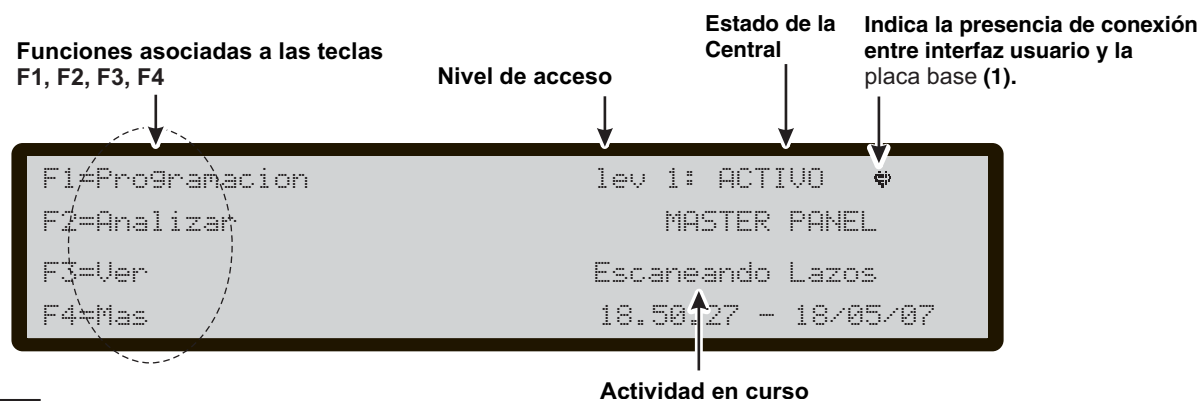 Funciones asociadas a las teclas
F1, F2, F3, F4
Nivel de acceso
Estado de la
Central
Indica la presencia de conexión
entre interfaz usuario y la
placa base (1).
F1=Programacion
lev 1: ACTIVO
F2=Analizar
MASTER PANEL
F3=Ver
Escaneando Lazos
F4=Mas
18.50.27 - 18/05/07
Actividad en curso